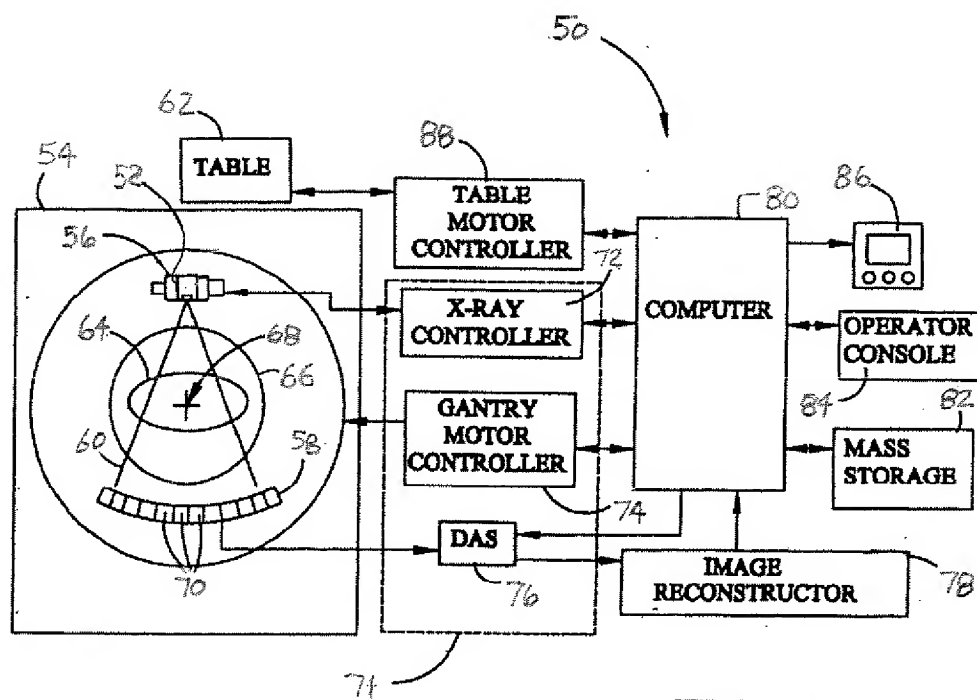 50
62
TABLE
54
52
56
88
TABLE
MOTOR
CONTROLLER
80
86
72
X-RAY
CONTROLLER
COMPUTER
OPERATOR
CONSOLE
64
68
66
84
82
GANTRY
MOTOR
CONTROLLER
MASS
STORAGE
60
58
74
DAS
76
70
IMAGE
RECONSTRUCTOR
78
71